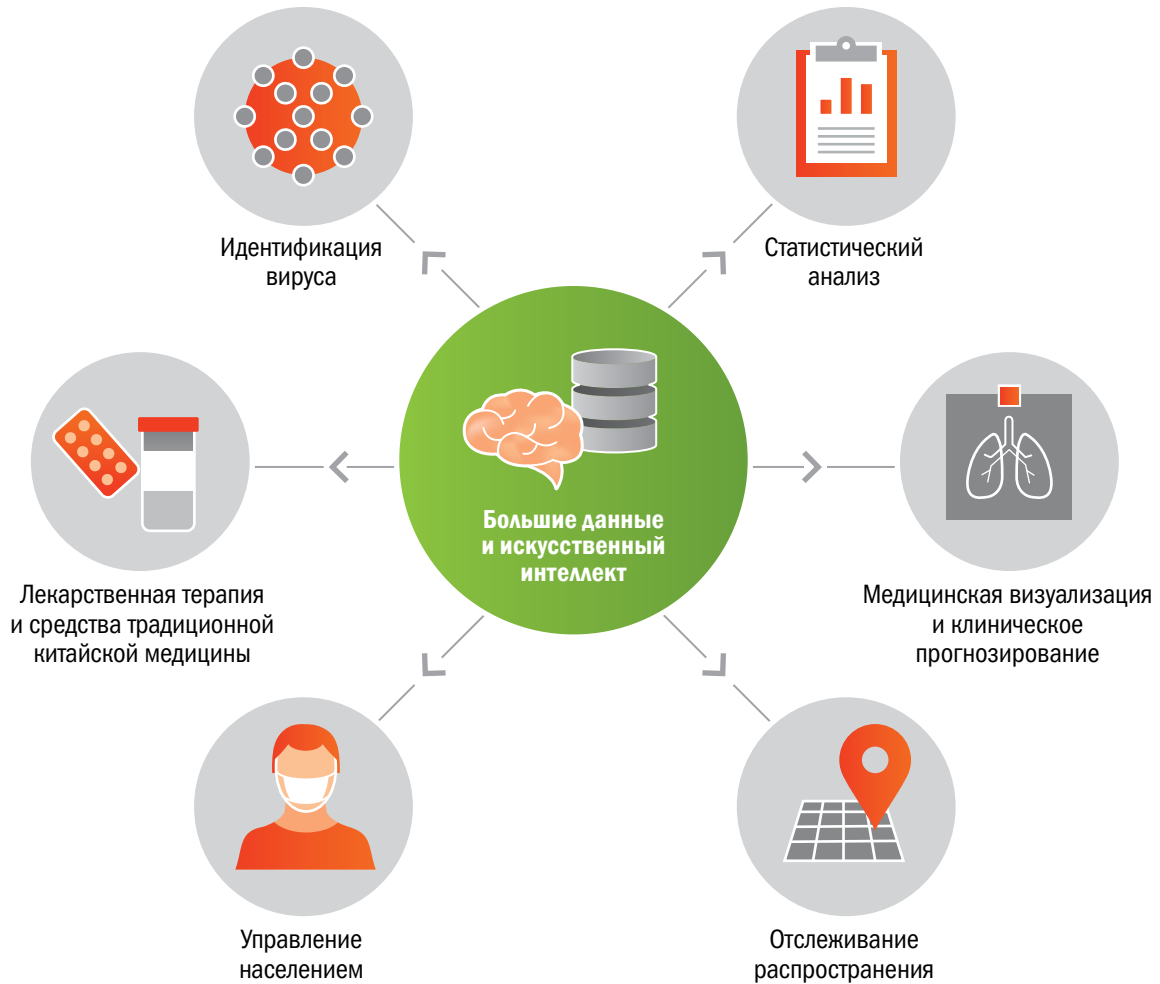 Идентификация
вируса
Статистический
анализ
Большие данные
и искусственный
интеллект
Лекарственная терапия
и средства традиционной
китайской медицины
Медицинская визуализация
и клиническое
прогнозирование
Управление
населением
Отслеживание
распространения